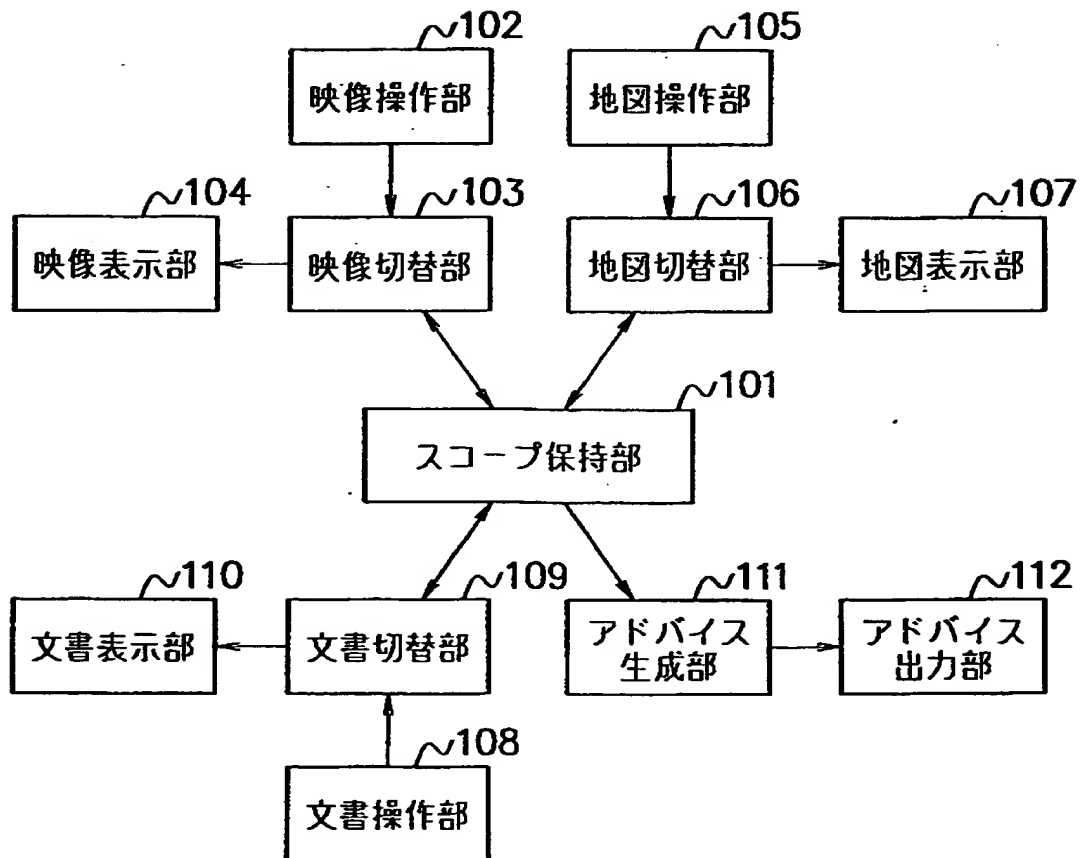 102
映像操作部
105
地図操作部
104
映像表示部
103
映像切替部
106
地図切替部
107
地図表示部
101
スコープ保持部
110
文書表示部
109
文書切替部
111
アドバイス
生成部
112
アドバイス
出力部
108
文書操作部